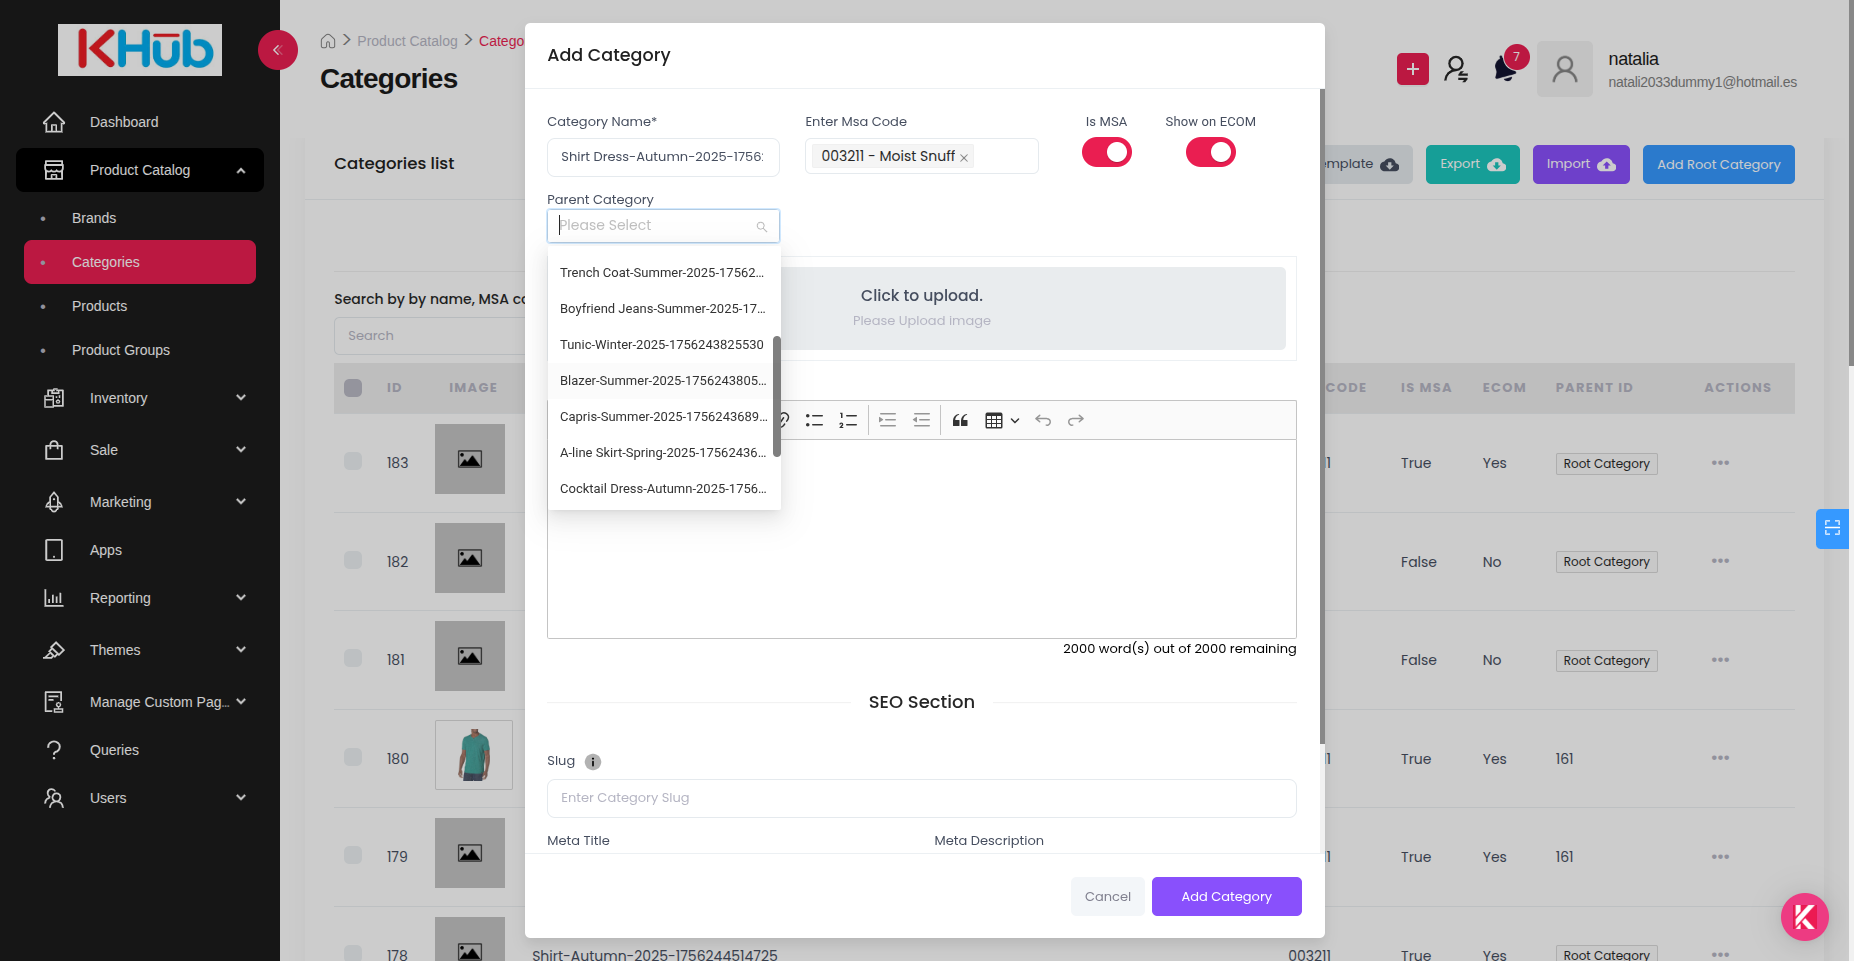 KHub
Dashboard
Product Catalog
Brands
Categories
Products
Product Groups
Inventory
Sale
Marketing
Apps
Reporting
Themes
Manage Custom Pag...
Queries
Users
Product Catalog
Catego
Categories
7
natalia
natali2033dummy1@hotmail.es
Categories list
mplate
Export
Import
Add Root Category
Search by by name, MSA co
Search
ID
IMAGE
CODE
IS MSA
ECOM
PARENT ID
ACTIONS
183
True
Yes
Root Category
182
False
No
Root Category
181
False
No
Root Category
180
True
Yes
161
179
True
Yes
161
178
Shirt-Autumn-2025-1756244514725
003211
True
Yes
Root Category
Add Category
Category Name*
Enter Msa Code
Is MSA
Show on ECOM
Shirt Dress-Autumn-2025-1756:
003211 - Moist Snuff
Parent Category
Please Select
Trench Coat-Summer-2025-17562...
Boyfriend Jeans-Summer-2025-17...
Tunic-Winter-2025-1756243825530
Blazer-Summer-2025-1756243805...
Capris-Summer-2025-1756243689...
A-line Skirt-Spring-2025-17562436...
Cocktail Dress-Autumn-2025-1756...
Click to upload.
Please Upload image
2000 word(s) out of 2000 remaining
SEO Section
Slug
Enter Category Slug
Meta Title
Meta Description
Cancel
Add Category